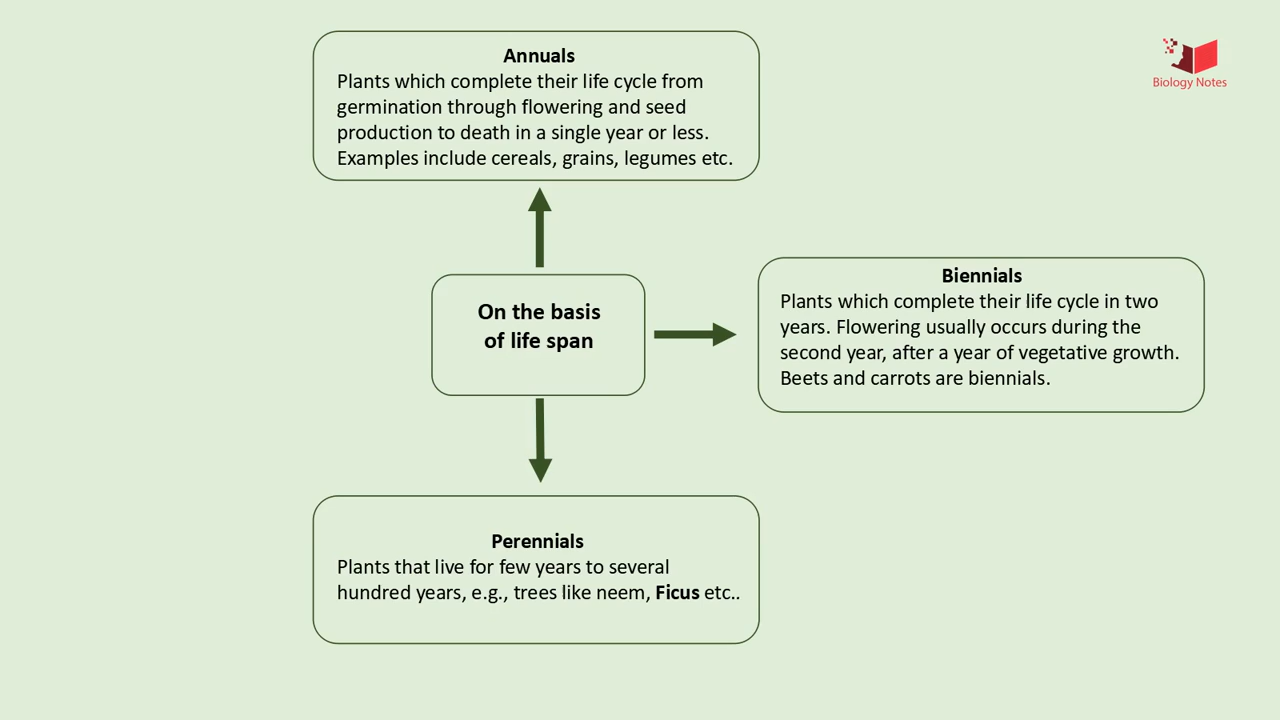 Annuals
Plants which complete their life cycle from
germination through flowering and seed
production to death in a single year or less.
Examples include cereals, grains, legumes etc.
Biology Notes
On the basis
of life span
Biennials
Plants which complete their life cycle in two
years. Flowering usually occurs during the
second year, after a year of vegetative growth.
Beets and carrots are biennials.
Perennials
Plants that live for few years to several
hundred years, e.g., trees like neem, Ficus etc..